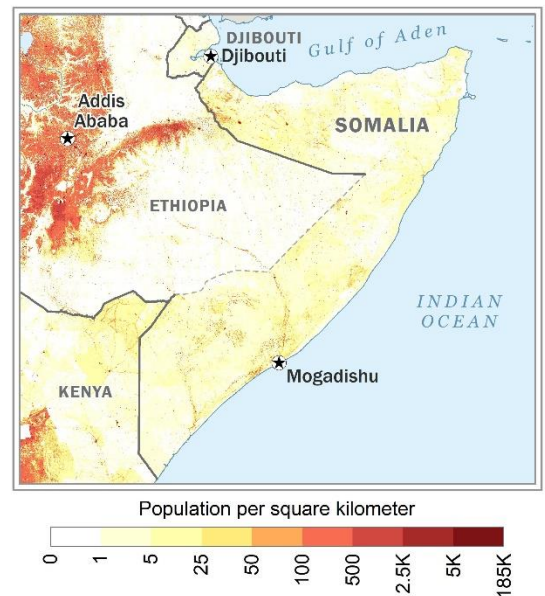 DJIBOUTI
Djibouti
Gulf of Aden
Addis
Ababa
SOMALIA
ETHIOPIA
INDIAN
OCEAN
Mogadishu
KENYA
Population per square kilometer
0
1
5
25
50
100
500
2.5K
5K
185K